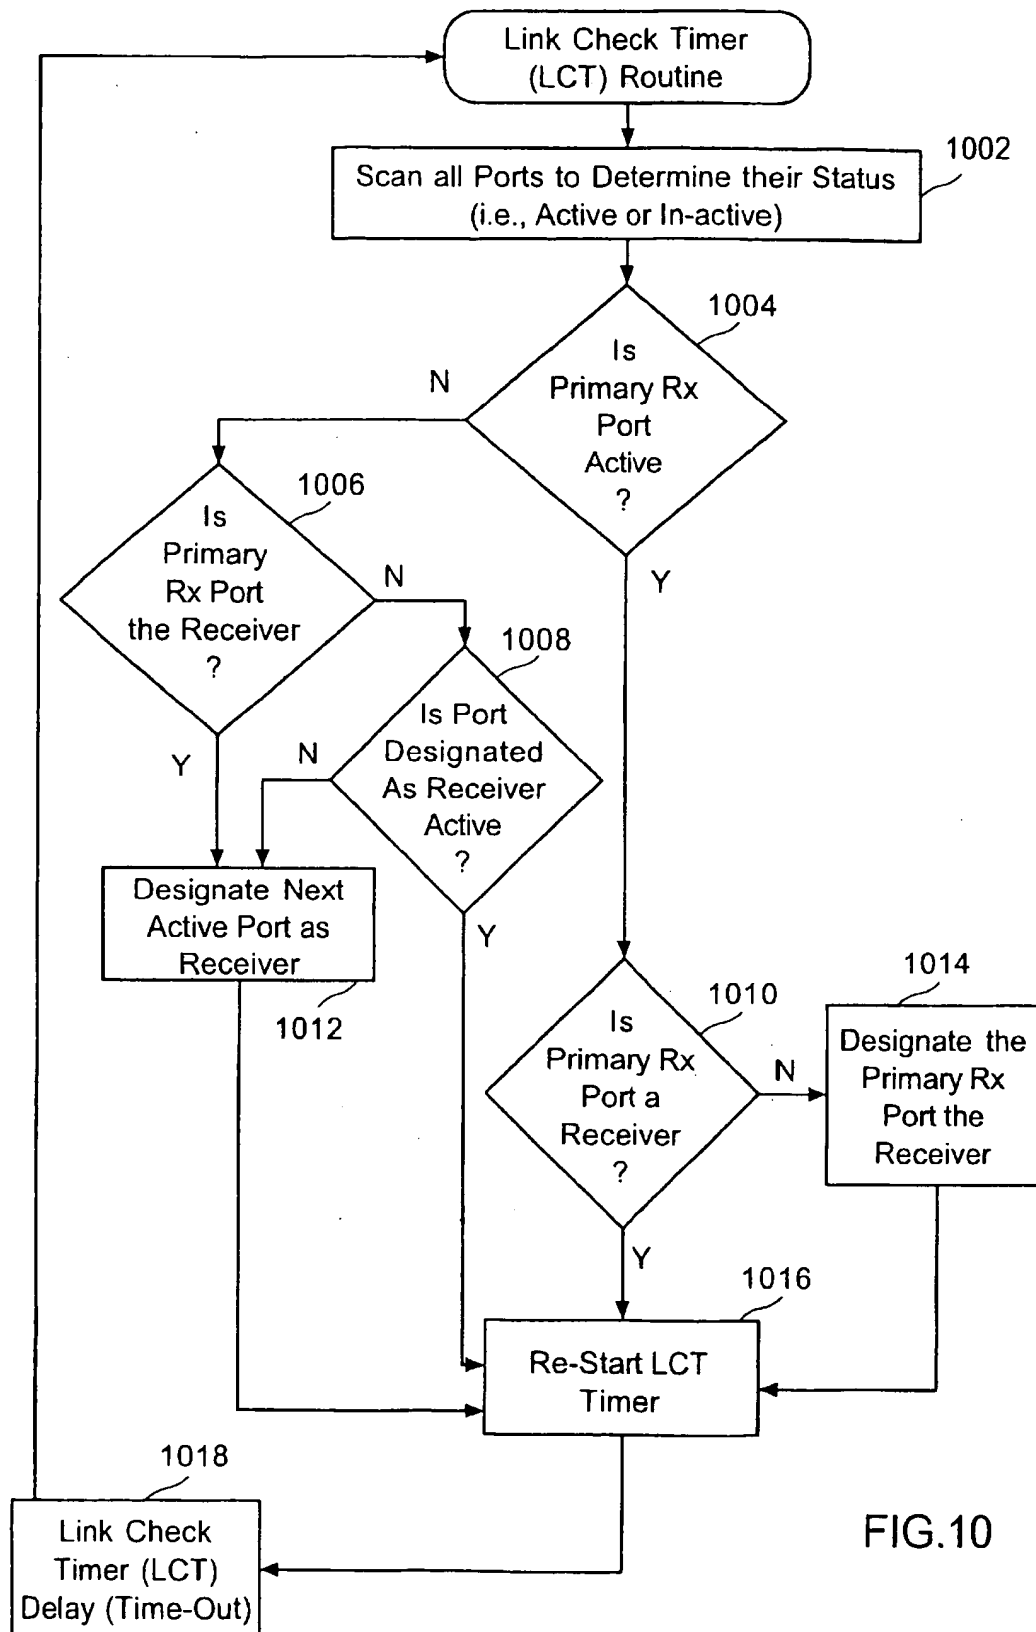 Link Check Timer
(LCT) Routine
1002
Scan all Ports to Determine their Status
(i.e., Active or In-active)
1004
Is
Primary Rx
Port
Active
?
N
Y
1006
Is
Primary
Rx Port
the Receiver
?
N
Y
1008
Is Port
Designated
As Receiver
Active
?
N
Y
Designate Next
Active Port as
Receiver
1012
1010
Is
Primary Rx
Port a
Receiver
?
N
Y
1014
Designate the
Primary Rx
Port the
Receiver
1016
Re-Start LCT
Timer
1018
Link Check
Timer (LCT)
Delay (Time-Out)
FIG.10